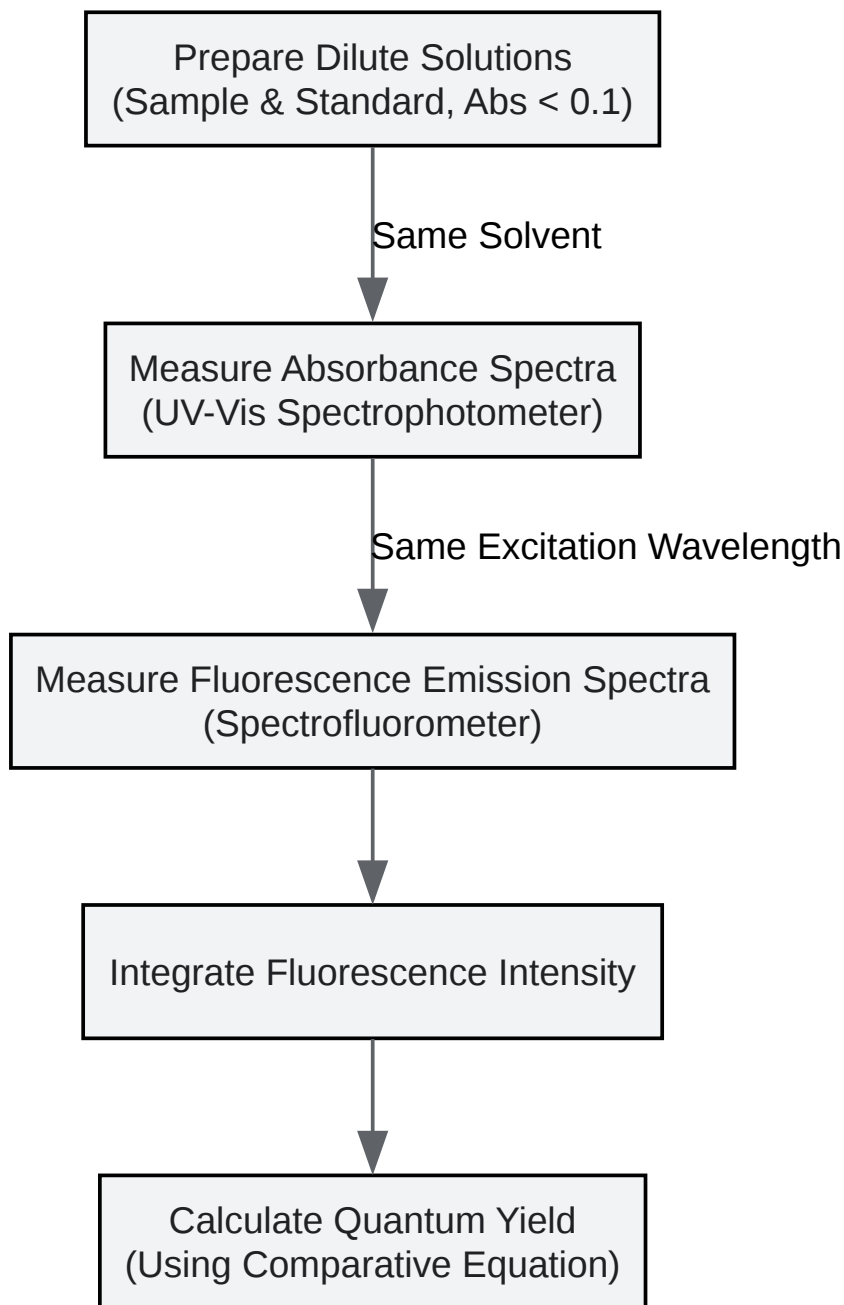 Prepare Dilute Solutions
(Sample & Standard, Abs < 0.1)
Same Solvent
Measure Absorbance Spectra
(UV-Vis Spectrophotometer)
Same Excitation Wavelength
Measure Fluorescence Emission Spectra
(Spectrofluorometer)
Integrate Fluorescence Intensity
Calculate Quantum Yield
(Using Comparative Equation)